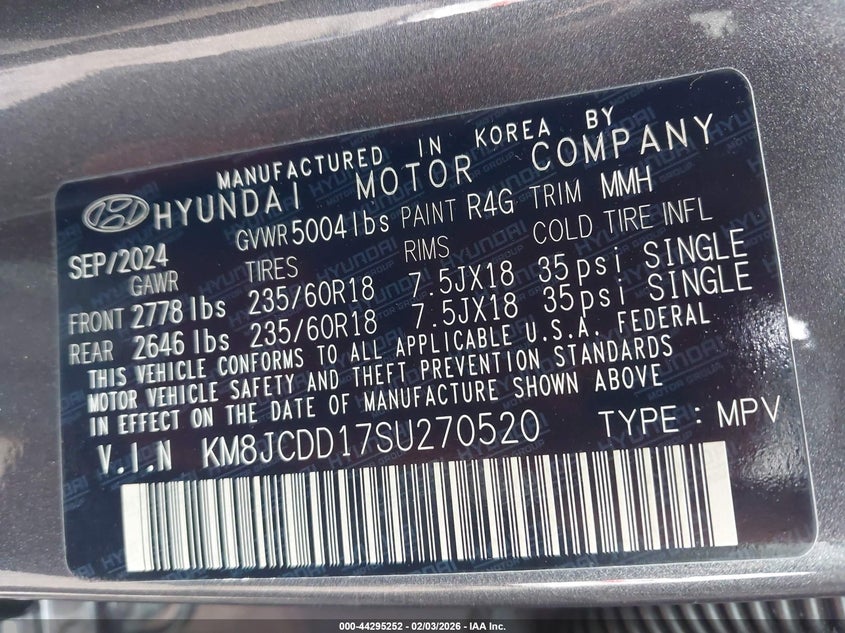 MANUFACTURED IN KOREA BY
HYUNDAI MOTOR COMPANY
SEP/2024 GVWR 5004 lbs PAINT R4G TRIM MMH
GAWR TIRES RIMS COLD TIRE INFL
FRONT 2778 lbs 235/60R18 7.5JX18 35 psi SINGLE
REAR 2646 lbs 235/60R18 7.5JX18 35 psi SINGLE
THIS VEHICLE CONFORMS TO ALL APPLICABLE U.S.A. FEDERAL
MOTOR VEHICLE SAFETY AND THEFT PREVENTION STANDARDS
IN EFFECT ON THE DATE OF MANUFACTURE SHOWN ABOVE
V.I.N KM8JCDD17SU270520 TYPE : MPV
000-44295252 - 02/03/2026 - IAA Inc.